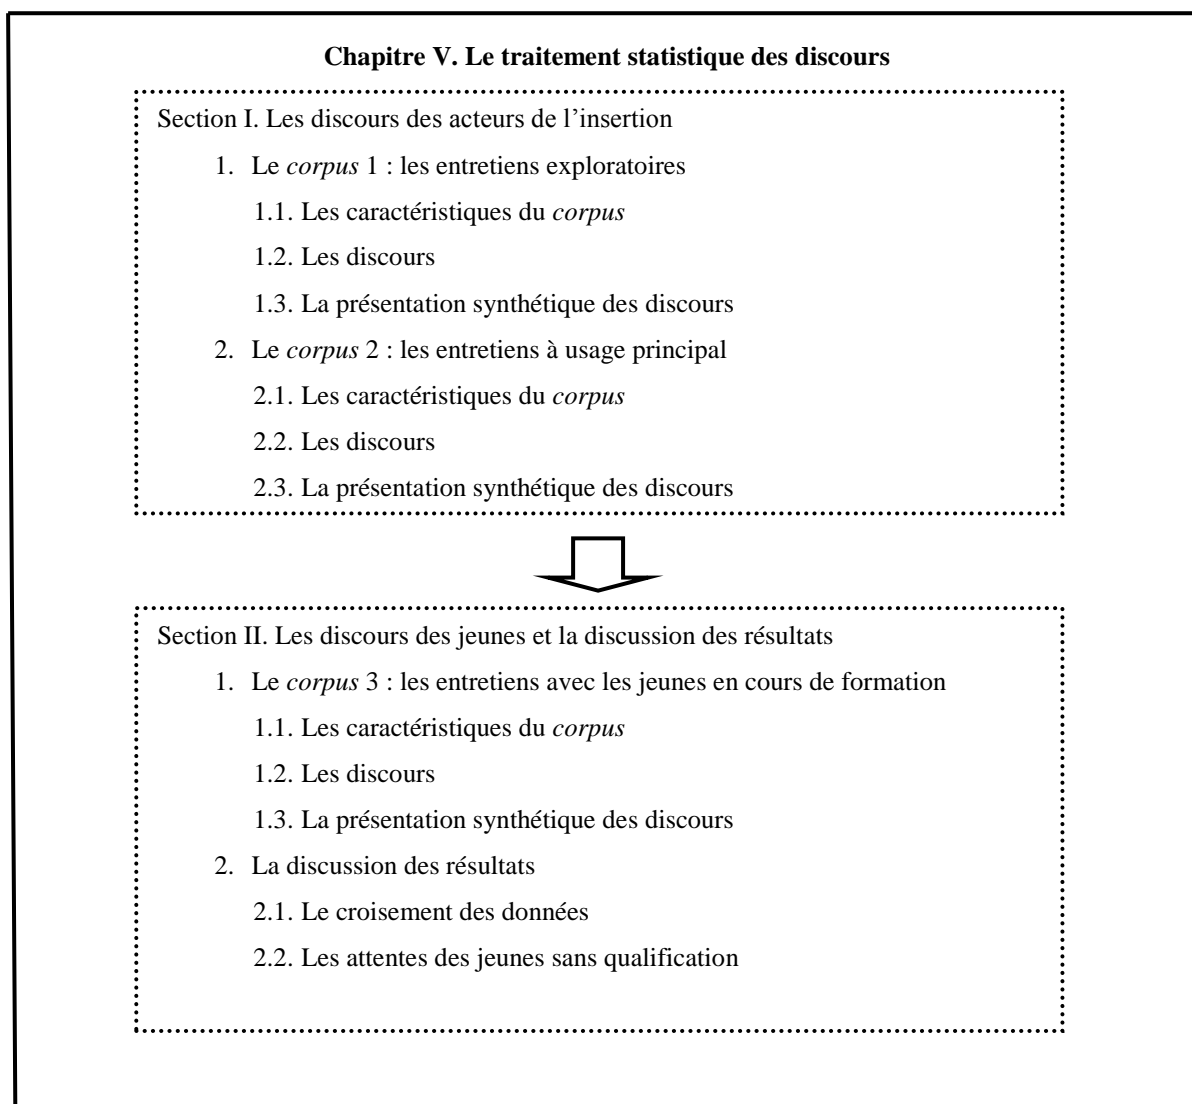 Chapitre V. Le traitement statistique des discours
Section I. Les discours des acteurs de l’insertion
1. Le corpus 1 : les entretiens exploratoires
1.1. Les caractéristiques du corpus
1.2. Les discours
1.3. La présentation synthétique des discours
2. Le corpus 2 : les entretiens à usage principal
2.1. Les caractéristiques du corpus
2.2. Les discours
2.3. La présentation synthétique des discours
Section II. Les discours des jeunes et la discussion des résultats
1. Le corpus 3 : les entretiens avec les jeunes en cours de formation
1.1. Les caractéristiques du corpus
1.2. Les discours
1.3. La présentation synthétique des discours
2. La discussion des résultats
2.1. Le croisement des données
2.2. Les attentes des jeunes sans qualification